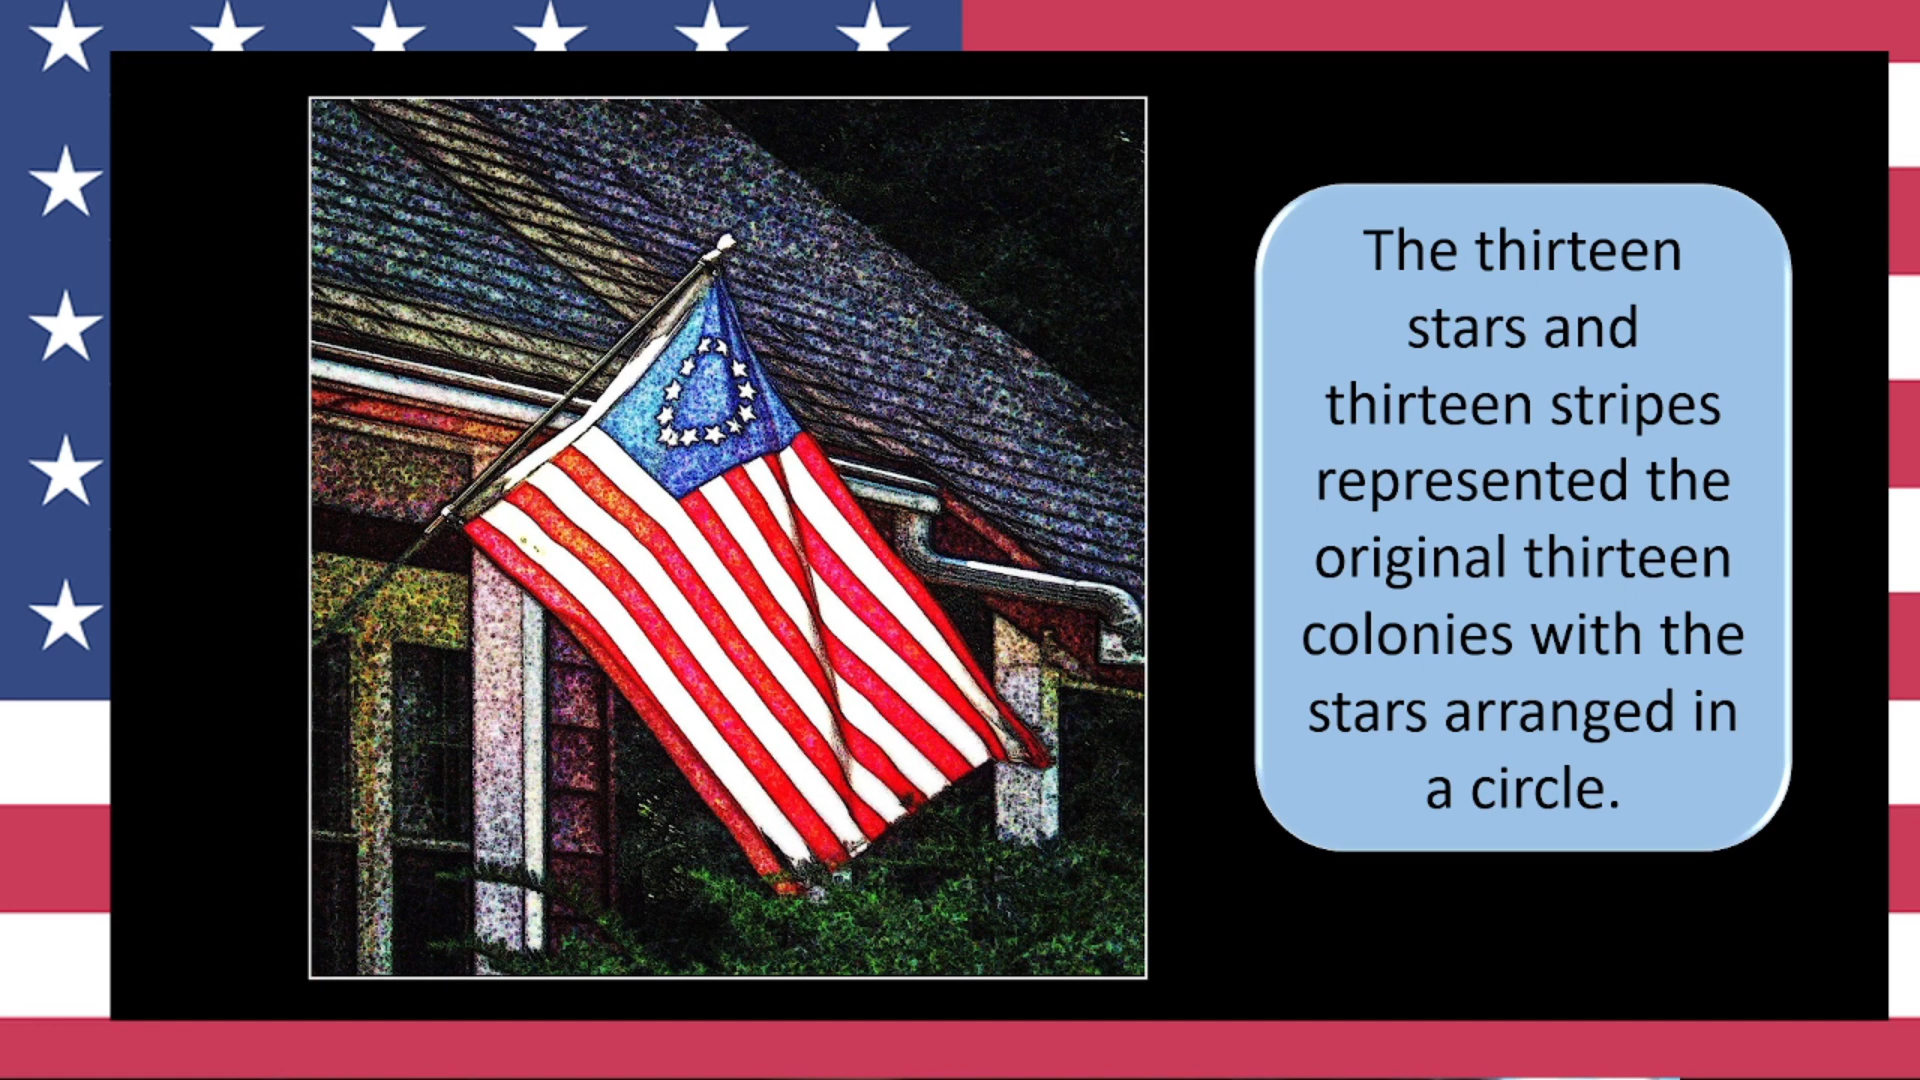 The thirteen
stars and
thirteen stripes
represented the
original thirteen
colonies with the
stars arranged in
a circle.